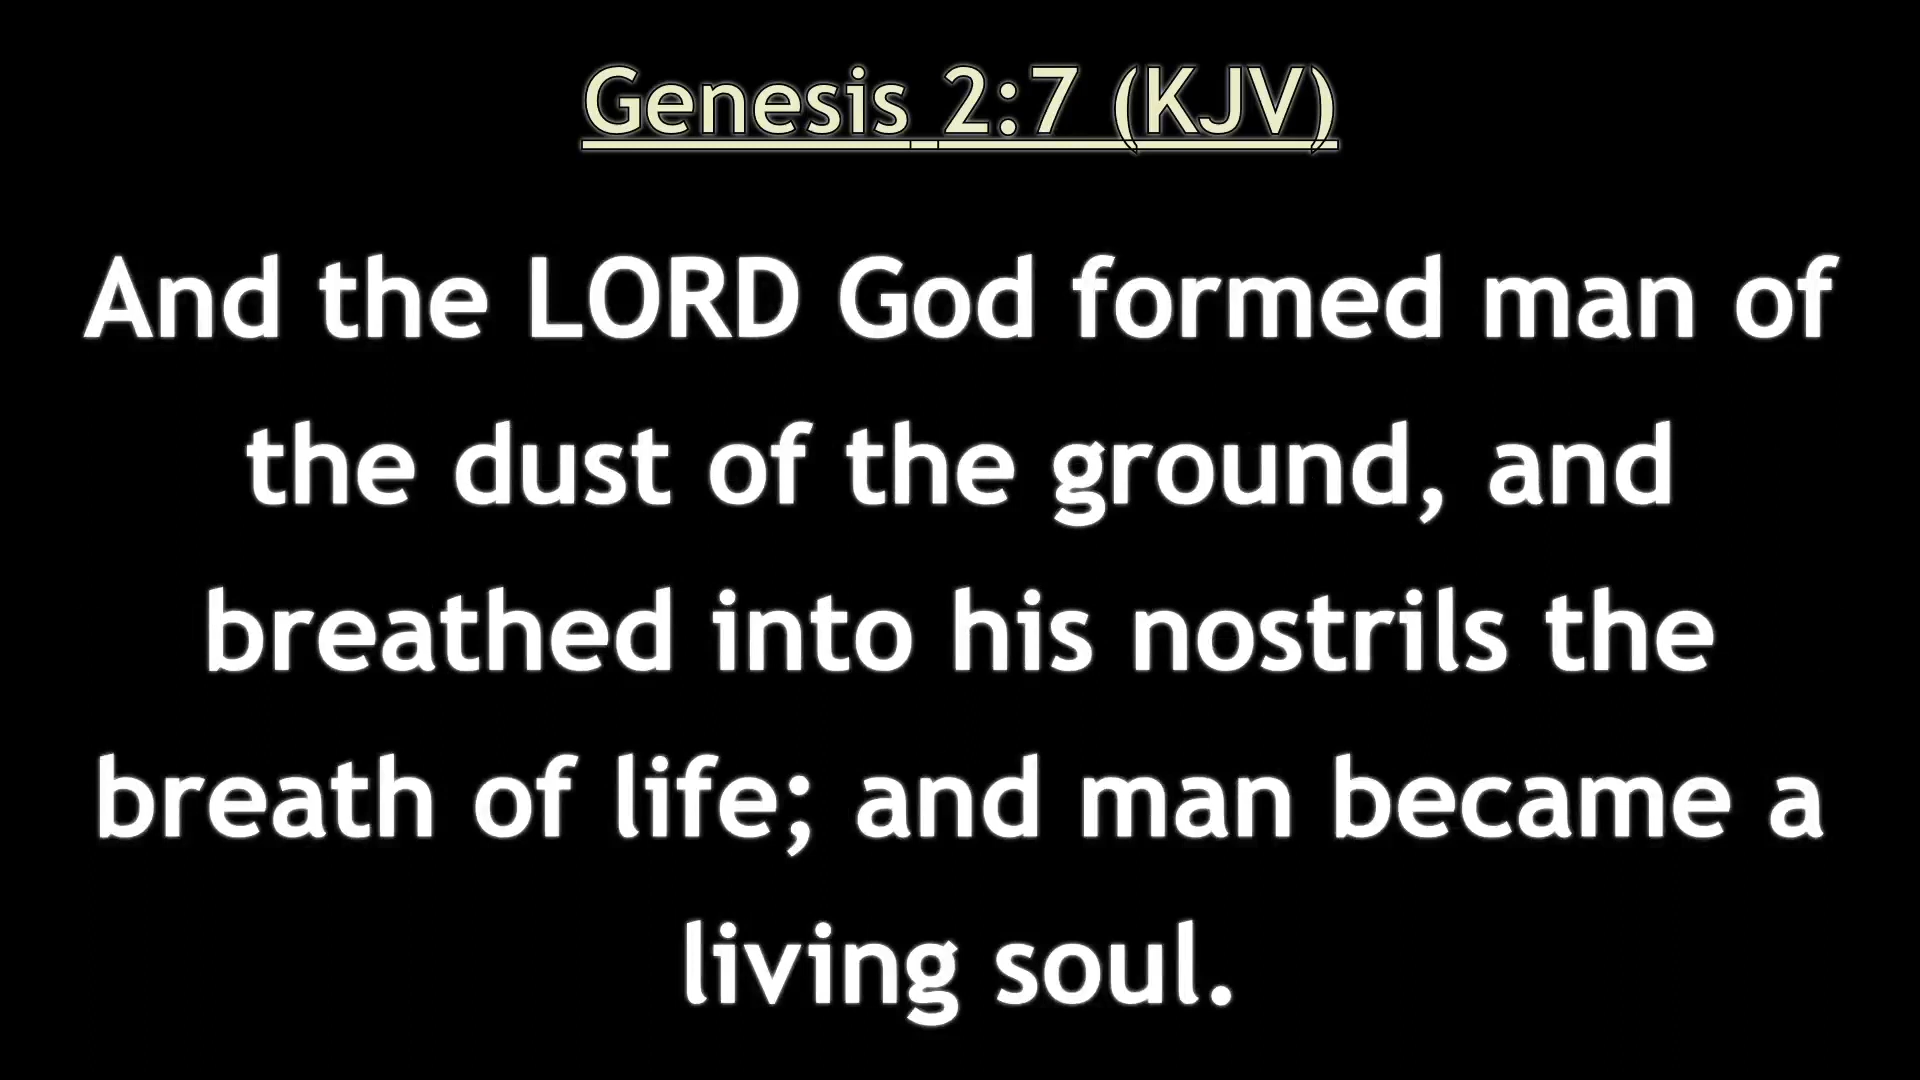 Genesis 2:7 (KJV)
And the LORD God formed man of
the dust of the ground, and
breathed into his nostrils the
breath of life; and man became a
living soul.